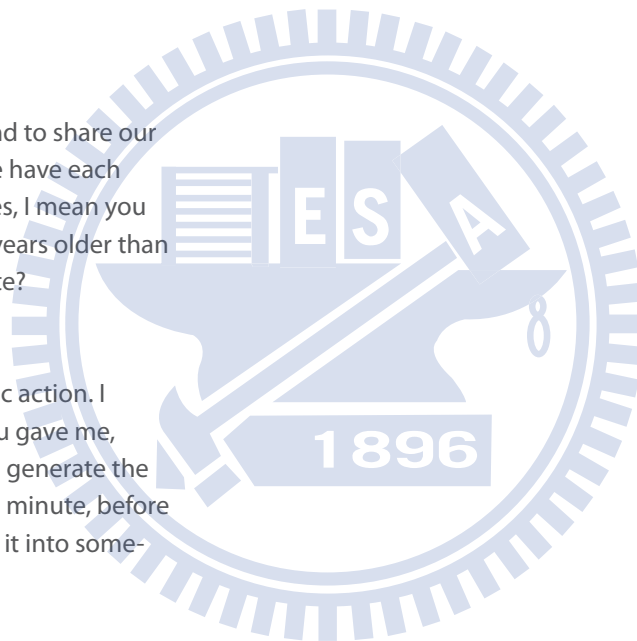 d to share our
e have each
es, I mean you
years older than
te?
c action. I
u gave me,
generate the
minute, before
it into some-
E S A
1896